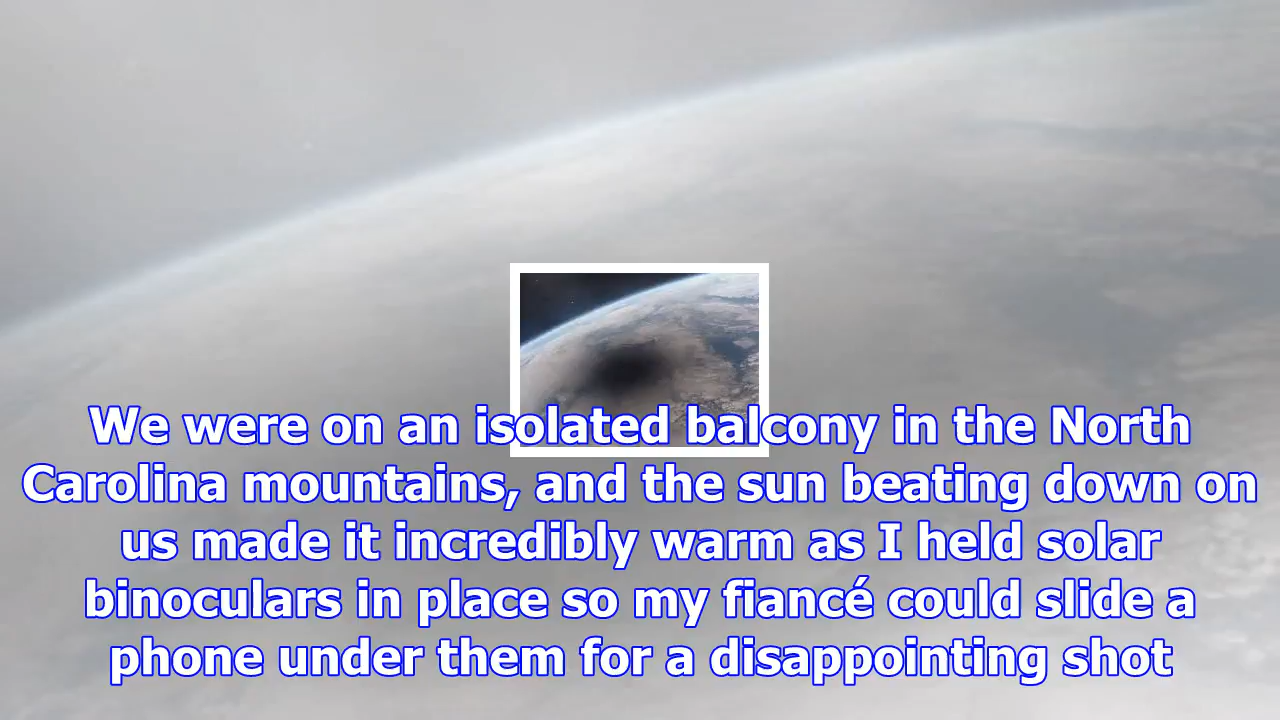 We were on an isolated balcony in the North
Carolina mountains, and the sun beating down on
us made it incredibly warm as I held solar
binoculars in place so my fiancé could slide a
phone under them for a disappointing shot